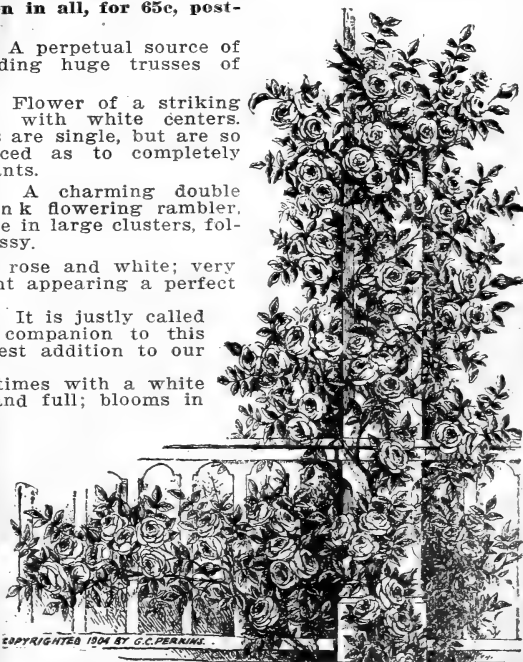 n in all, for 65c, post-
A perpetual source of
ding huge trusses of
Flower of a striking
with white centers.
s are single, but are so
ced as to completely
nts.
A charming double
nk flowering rambler,
e in large clusters, fol-
ssy.
rose and white; very
nt appearing a perfect
It is justly called
companion to this
est addition to our
times with a white
and full; blooms in
COPYRIGHTED 1904 BY G.C.PERKINS.